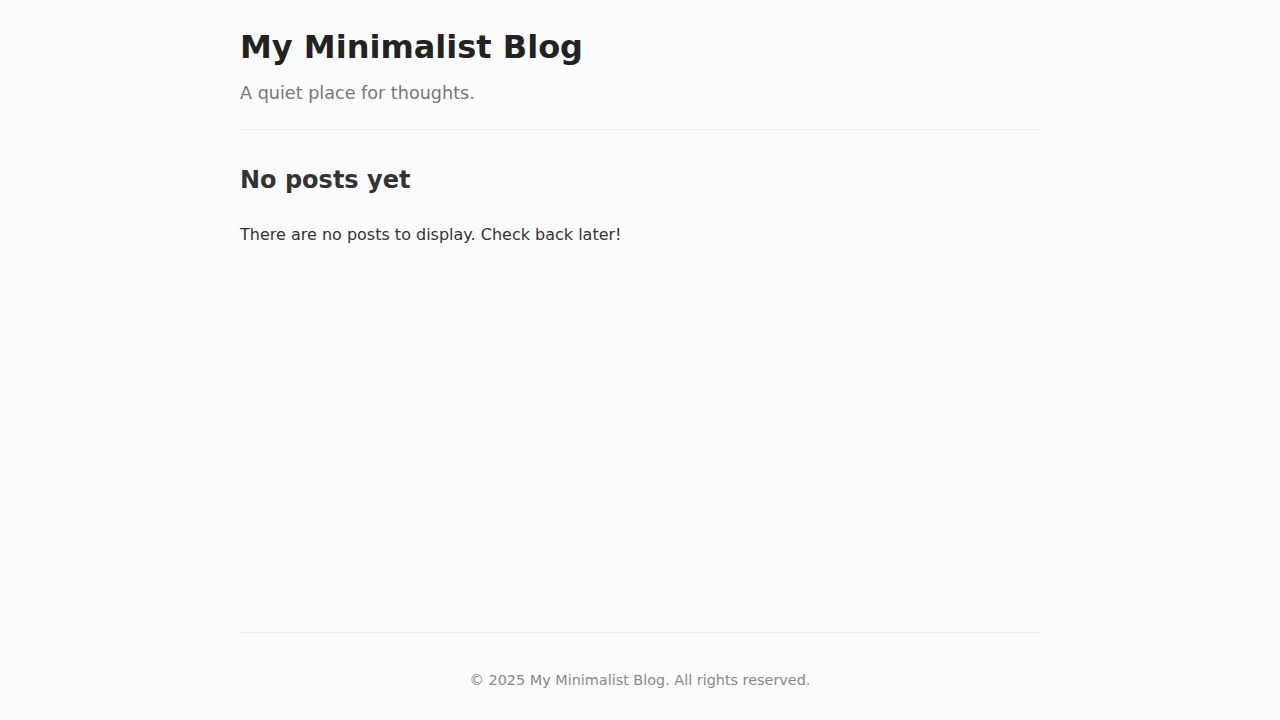 My Minimalist Blog
A quiet place for thoughts.
No posts yet
There are no posts to display. Check back later!
© 2025 My Minimalist Blog. All rights reserved.